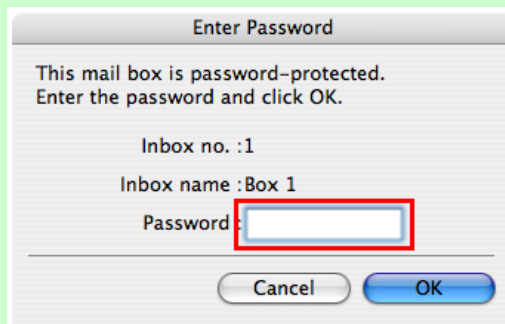 Enter Password
This mail box is password-protected.
Enter the password and click OK.
Inbox no. :1
Inbox name :Box 1
Password :
Cancel OK